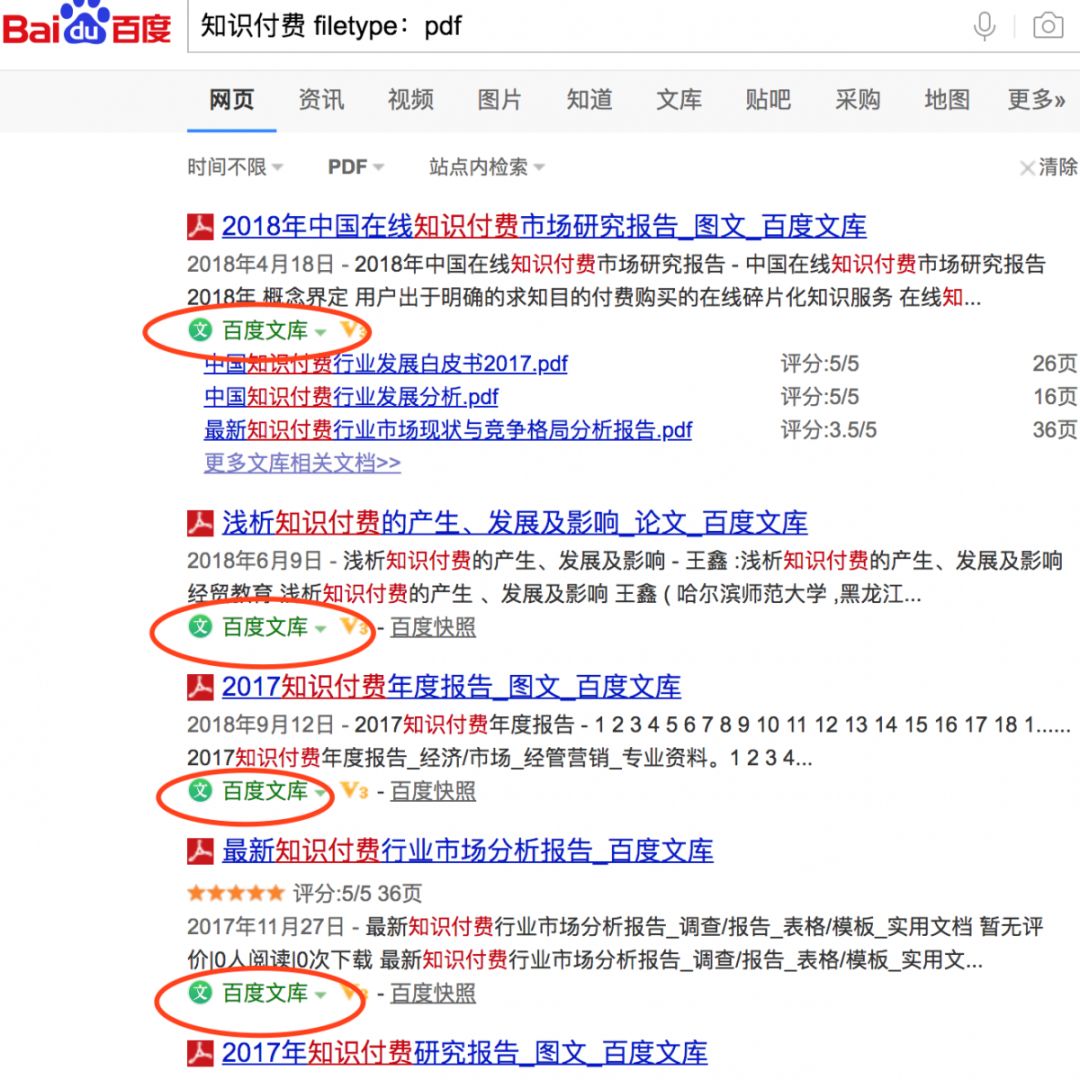 Bai du 百度
知识付费 filetype：pdf
网页 资讯 视频 图片 知道 文库 贴吧 采购 地图 更多»
时间不限 PDF 站点内检索 清除
2018年中国在线知识付费市场研究报告_图文_百度文库
2018年4月18日 - 2018年中国在线知识付费市场研究报告 - 中国在线知识付费市场研究报告
2018年 概念界定 用户出于明确的求知目的付费购买的在线碎片化知识服务 在线知...
文 百度文库 V3
中国知识付费行业发展白皮书2017.pdf 评分:5/5 26页
中国知识付费行业发展分析.pdf 评分:5/5 16页
最新知识付费行业市场现状与竞争格局分析报告.pdf 评分:3.5/5 36页
更多文库相关文档>>
浅析知识付费的产生、发展及影响_论文_百度文库
2018年6月9日 - 浅析知识付费的产生、发展及影响 - 王鑫 :浅析知识付费的产生、发展及影响
经贸教育 浅析知识付费的产生 、发展及影响 王鑫 ( 哈尔滨师范大学 ,黑龙江...
文 百度文库 V3 - 百度快照
2017知识付费年度报告_图文_百度文库
2018年9月12日 - 2017知识付费年度报告 - 1 2 3 4 5 6 7 8 9 10 11 12 13 14 15 16 17 18 1......
2017知识付费年度报告_经济/市场_经管营销_专业资料。1 2 3 4...
文 百度文库 V3 - 百度快照
最新知识付费行业市场分析报告_百度文库
评分:5/5 36页
2017年11月27日 - 最新知识付费行业市场分析报告_调查/报告_表格/模板_实用文档 暂无评
价|0人阅读|0次下载 最新知识付费行业市场分析报告_调查/报告_表格/模板_实用文...
文 百度文库 V3 - 百度快照
2017年知识付费研究报告_图文_百度文库